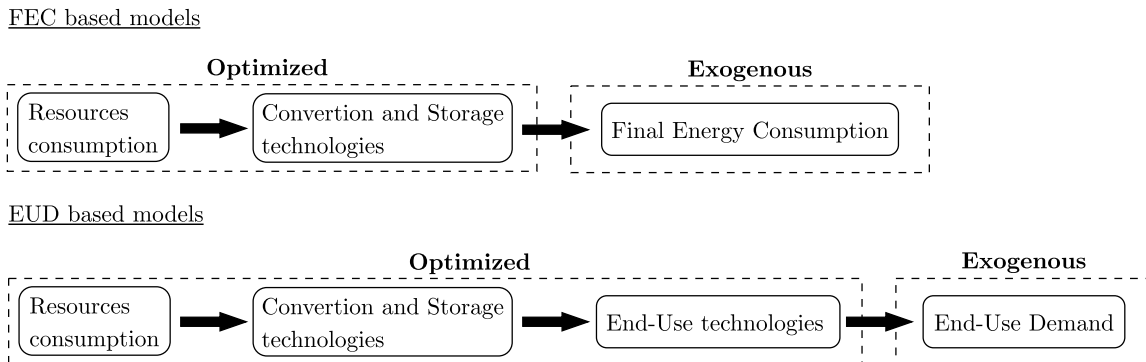 FEC based models
Optimized
Exogenous
Resources
consumption
Convertion and Storage
technologies
Final Energy Consumption
EUD based models
Optimized
Exogenous
Resources
consumption
Convertion and Storage
technologies
End-Use technologies
End-Use Demand